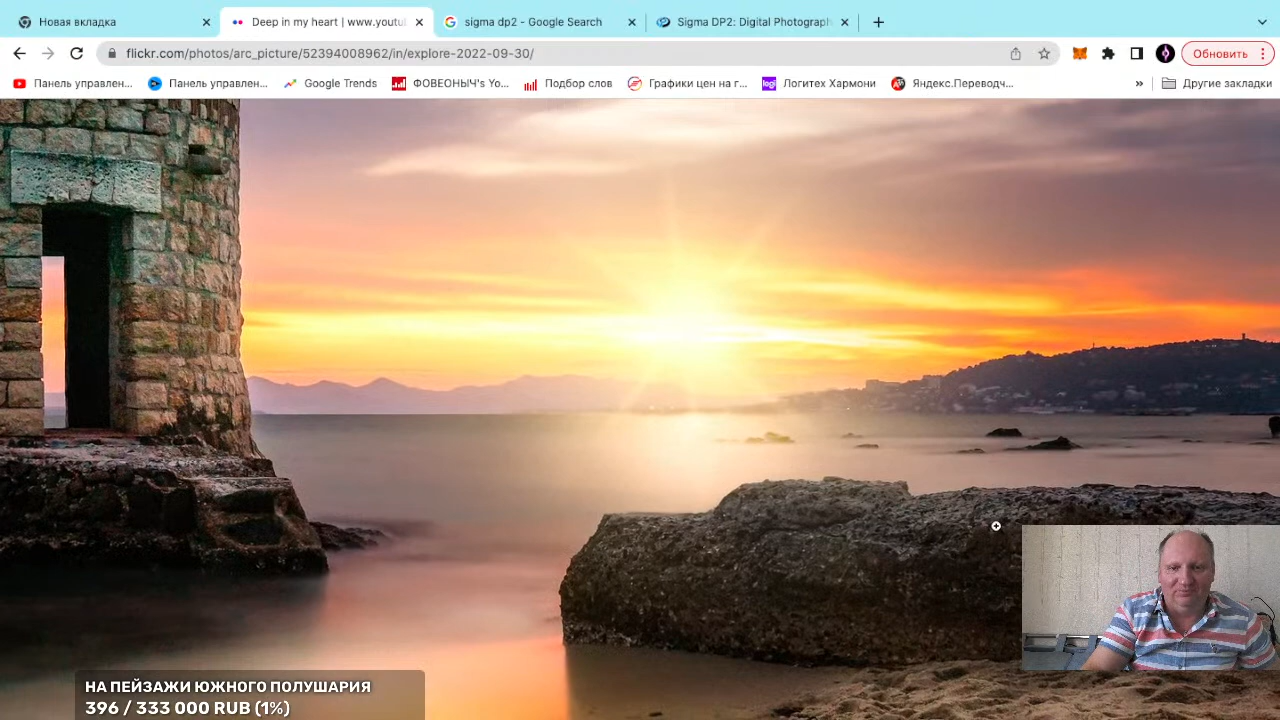 Новая вкладка
Deep in my heart | www.youtu
sigma dp2 - Google Search
Sigma DP2: Digital Photograph
flickr.com/photos/arc_picture/52394008962/in/explore-2022-09-30/
Обновить
Панель управлен...
Панель управлен...
Google Trends
ФОВЕОННЫ's Yo...
Подбор слов
Графики цен на г...
logi
Логитех Хармони
Яндекс.Переводч...
»
Другие закладки
НА ПЕЙЗАЖИ ЮЖНОГО ПОЛУШАРИЯ
396 / 333 000 RUB (1%)